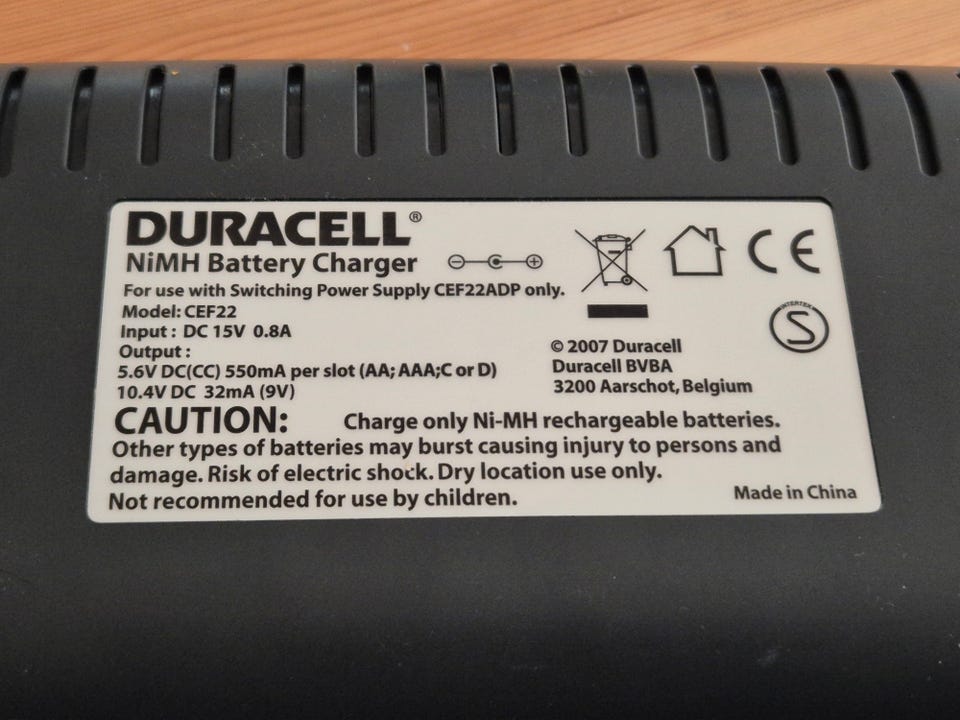 DURACELL®
NiMH Battery Charger
For use with Switching Power Supply CEF22ADP only.
Model: CEF22
Input : DC 15V 0.8A
Output :
5.6V DC(CC) 550mA per slot (AA; AAA;C or D)
10.4V DC 32mA (9V)
CE
INTERTEK
S
© 2007 Duracell
Duracell BVBA
3200 Aarschot, Belgium
CAUTION: Charge only Ni-MH rechargeable batteries.
Other types of batteries may burst causing injury to persons and
damage. Risk of electric shock. Dry location use only.
Not recommended for use by children.
Made in China